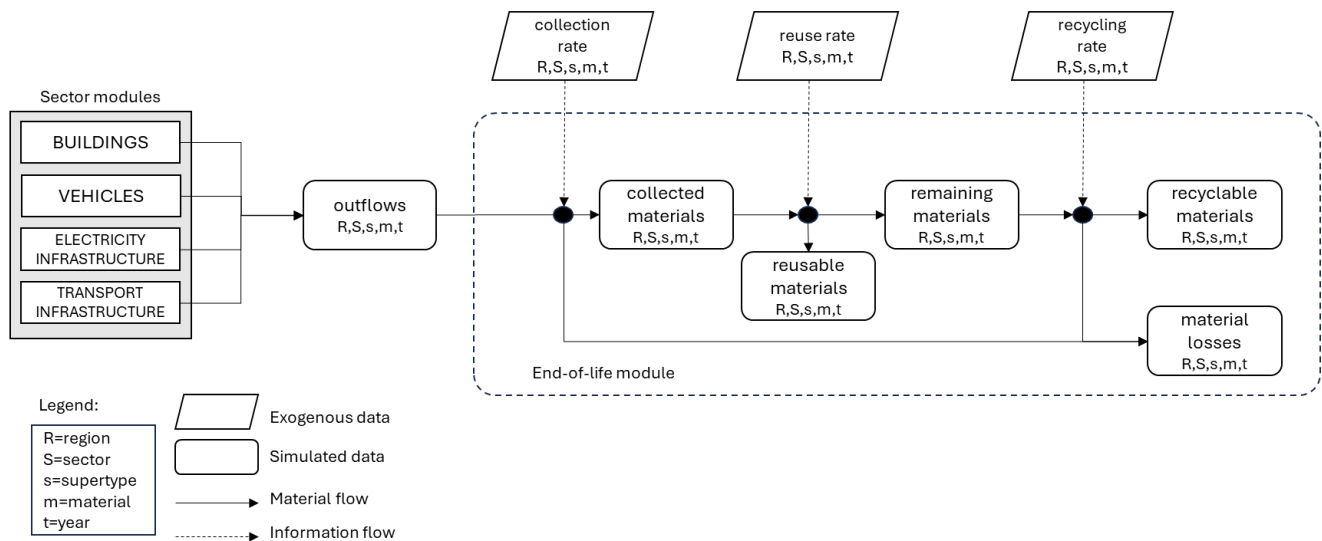 collection
rate
R,S,s,m,t
reuse rate
R,S,s,m,t
recycling
rate
R,S,s,m,t
Sector modules
BUILDINGS
VEHICLES
ELECTRICITY
INFRASTRUCTURE
TRANSPORT
INFRASTRUCTURE
outflows
R,S,s,m,t
collected
materials
R,S,s,m,t
reusable
materials
R,S,s,m,t
remaining
materials
R,S,s,m,t
recyclable
materials
R,S,s,m,t
material
losses
R,S,s,m,t
End-of-life module
Legend:
R=region
S=sector
s=supertype
m=material
t=year
Exogenous data
Simulated data
Material flow
Information flow